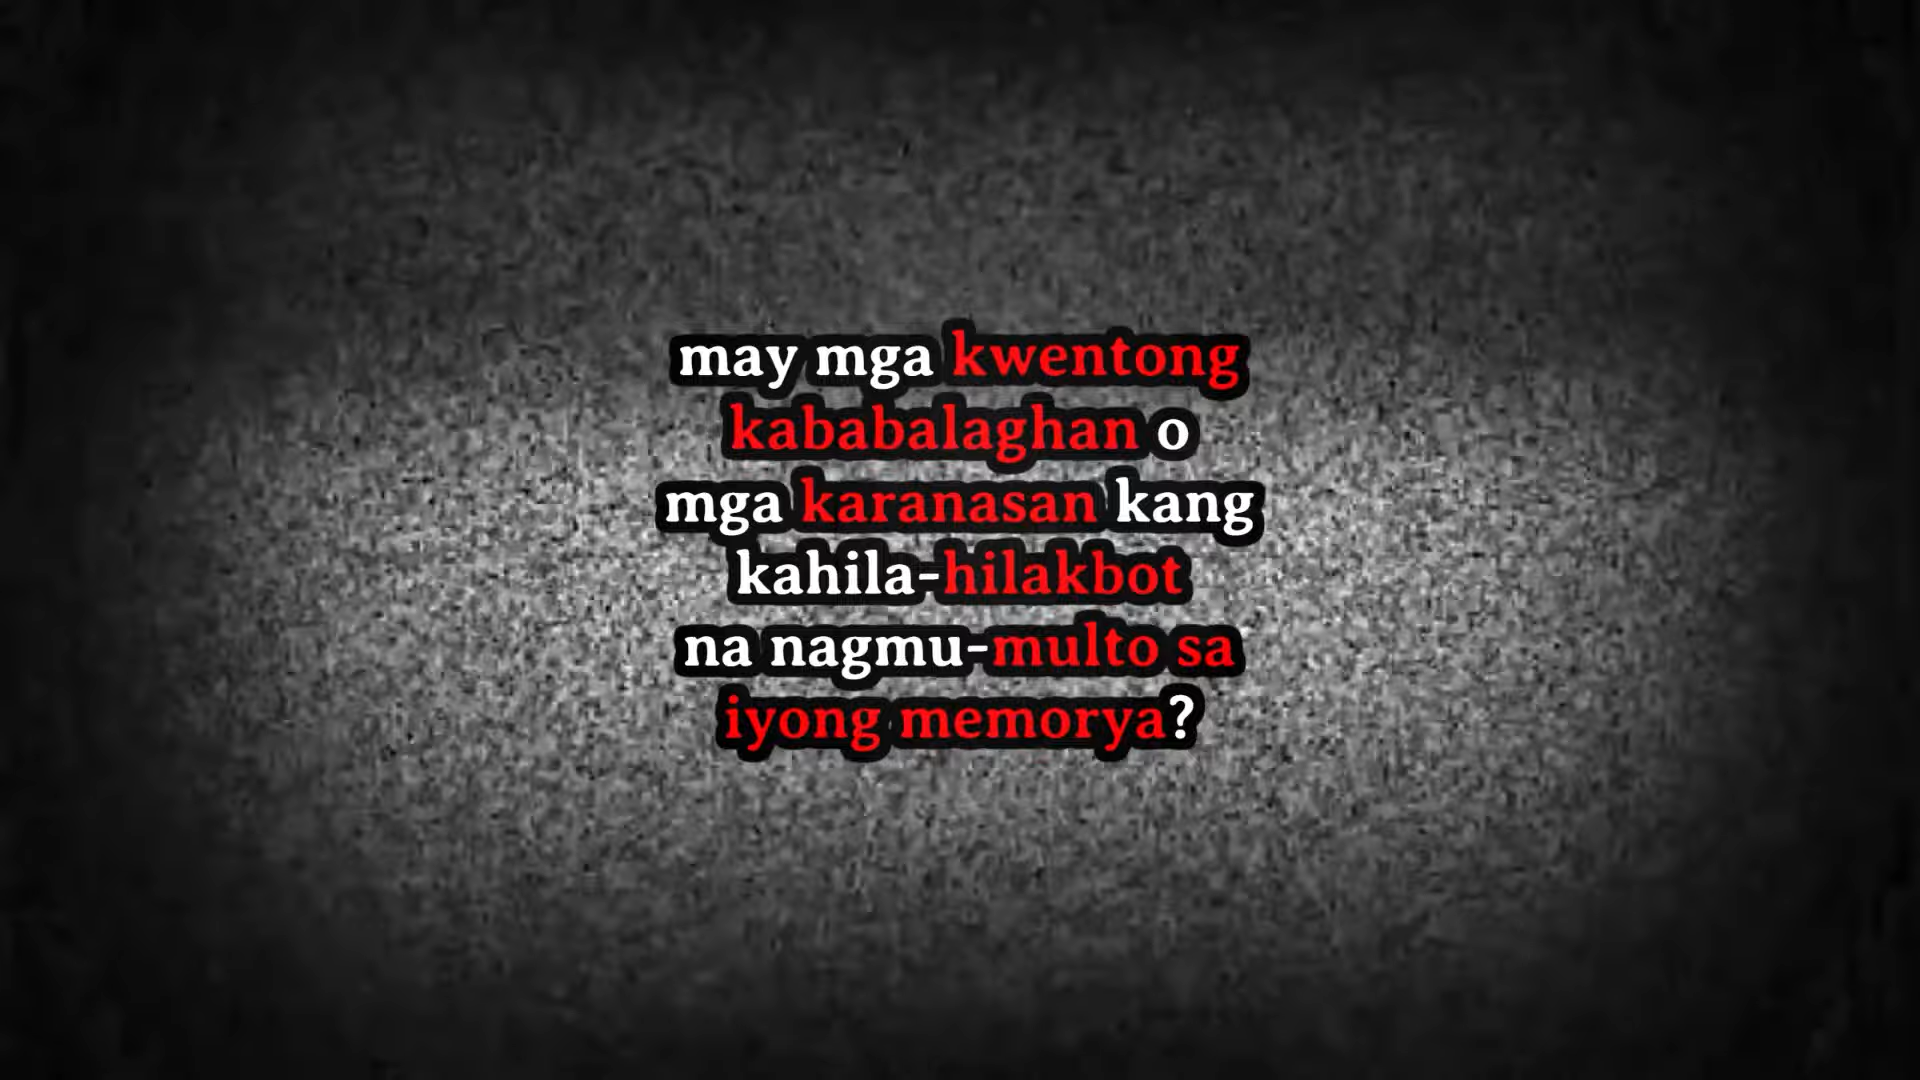 may mga kwentong
kababalaghan o
mga karanasan kang
kahila-hilakbot
na nagmu-multo sa
iyong memorya?